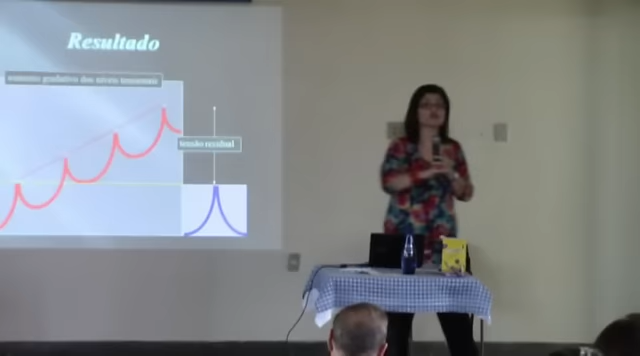 Resultado
aumento gradativo dos níveis tensionais
tensão residual